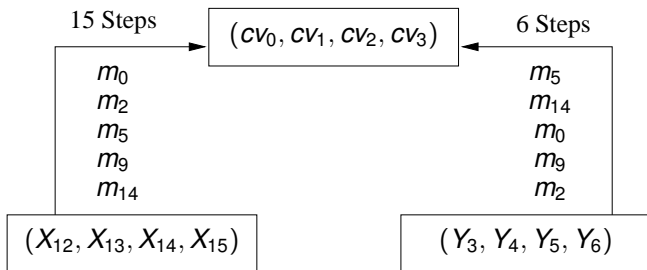 15 Steps
(cv₀, cv₁, cv₂, cv₃)
6 Steps
m₀
m₂
m₅
m₉
m₁₄
m₅
m₁₄
m₀
m₉
m₂
(X₁₂, X₁₃, X₁₄, X₁₅)
(Y₃, Y₄, Y₅, Y₆)